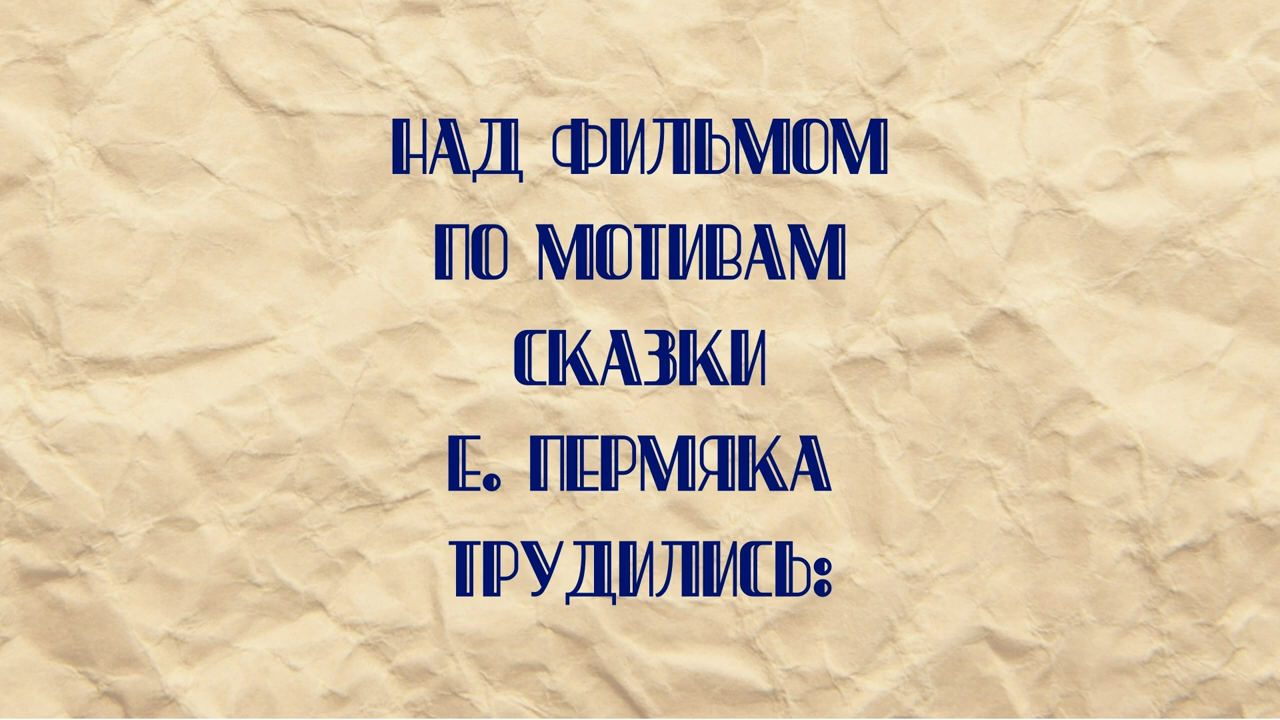 НАД ФИЛЬМОМ
ПО МОТИВАМ
СКАЗКИ
Е. ПЕРМЯКА
ТРУДИЛИСЬ: